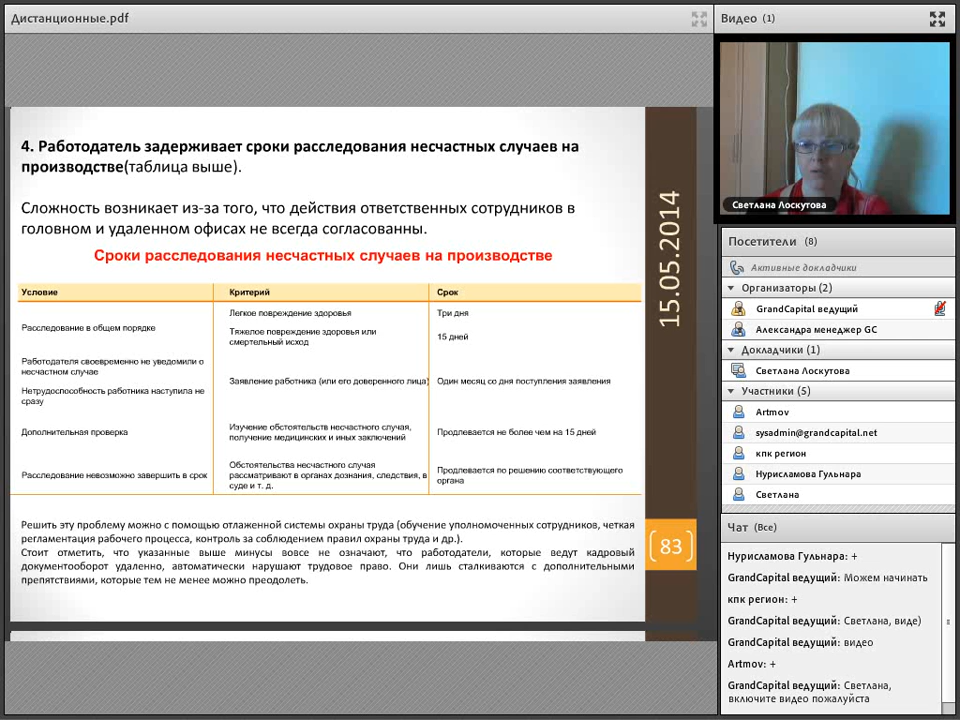 Дистанционные.pdf
4. Работодатель задерживает сроки расследования несчастных случаев на
производстве(таблица выше).
Сложность возникает из-за того, что действия ответственных сотрудников в
головном и удаленном офисах не всегда согласованны.
Сроки расследования несчастных случаев на производстве
Условие Критерий Срок
Расследование в общем порядке
Легкое повреждение здоровья
Три дня
Тяжелое повреждение здоровья или
смертельный исход
15 дней
Работодателя своевременно не уведомили о
несчастном случае
Нетрудоспособность работника наступила не
сразу
Заявление работника (или его доверенного лица)
Один месяц со дня поступления заявления
Дополнительная проверка
Изучение обстоятельств несчастного случая,
получение медицинских и иных заключений
Продлевается не более чем на 15 дней
Расследование невозможно завершить в срок
Обстоятельства несчастного случая
рассматривают в органах дознания, следствия, в
суде и т. д.
Продлевается по решению соответствующего
органа
Решить эту проблему можно с помощью отлаженной системы охраны труда (обучение уполномоченных сотрудников, четкая
регламентация рабочего процесса, контроль за соблюдением правил охраны труда и др.).
Стоит отметить, что указанные выше минусы вовсе не означают, что работодатели, которые ведут кадровый
документооборот удаленно, автоматически нарушают трудовое право. Они лишь сталкиваются с дополнительными
препятствиями, которые тем не менее можно преодолеть.
15.05.2014
83
Видео (1)
Светлана Лоскутова
Посетители (8)
Активные докладчики
Организаторы (2)
GrandCapital ведущий
Александра менеджер GC
Докладчики (1)
Светлана Лоскутова
Участники (5)
Artmov
sysadmin@grandcapital.net
кпк регион
Нурисламова Гульнара
Светлана
Чат (Все)
Нурисламова Гульнара: +
GrandCapital ведущий: Можем начинать
кпк регион: +
GrandCapital ведущий: Светлана, виде)
GrandCapital ведущий: видео
Artmov: +
GrandCapital ведущий: Светлана,
включите видео пожалуйста